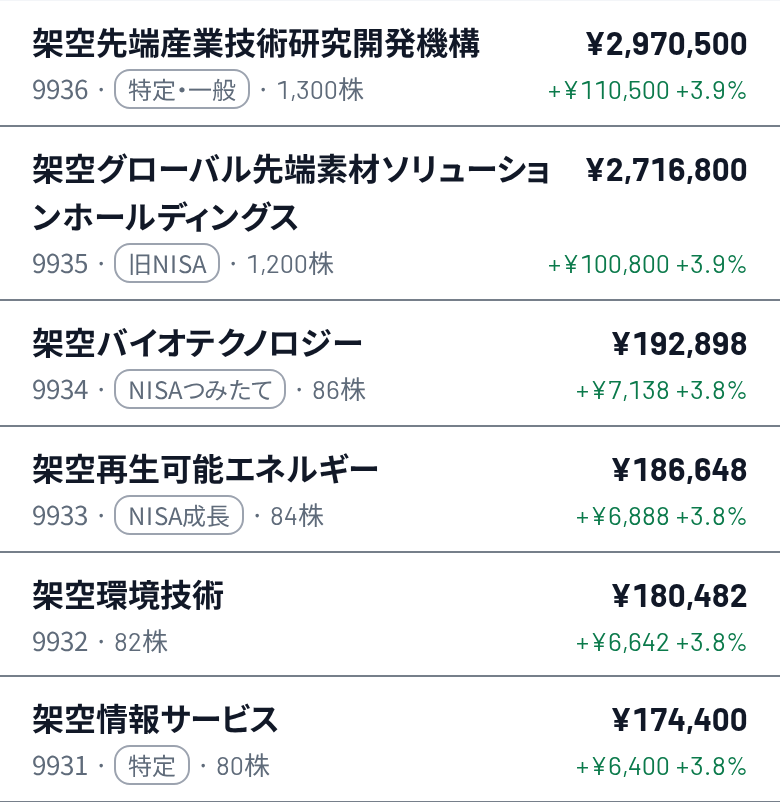 架空先端産業技術研究開発機構 ¥2,970,500
9936 · 特定・一般 · 1,300株 +¥110,500 +3.9%
架空グローバル先端素材ソリューショ ¥2,716,800
ンホールディングス
9935 · 旧NISA · 1,200株 +¥100,800 +3.9%
架空バイオテクノロジー ¥192,898
9934 · NISAつみたて · 86株 +¥7,138 +3.8%
架空再生可能エネルギー ¥186,648
9933 · NISA成長 · 84株 +¥6,888 +3.8%
架空環境技術 ¥180,482
9932 · 82株 +¥6,642 +3.8%
架空情報サービス ¥174,400
9931 · 特定 · 80株 +¥6,400 +3.8%